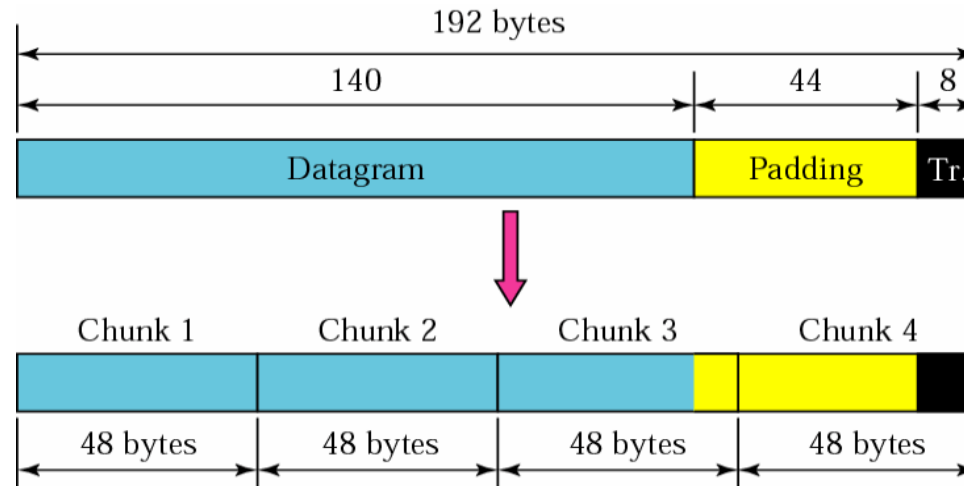 192 bytes
140 44 8
Datagram Padding Tr.
Chunk 1 Chunk 2 Chunk 3 Chunk 4
48 bytes 48 bytes 48 bytes 48 bytes